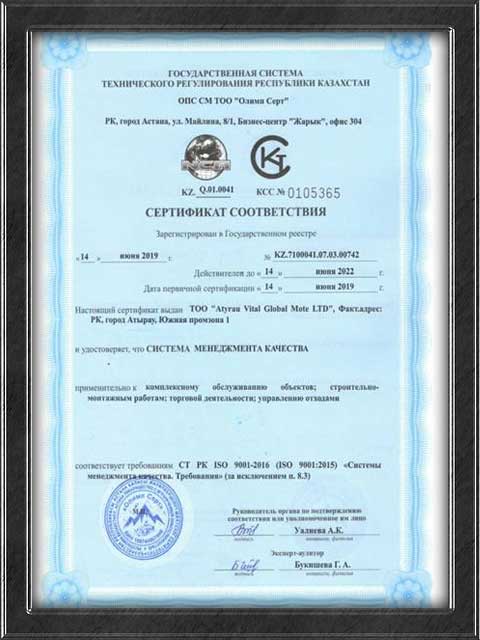 ГОСУДАРСТВЕННАЯ СИСТЕМА
ТЕХНИЧЕСКОГО РЕГУЛИРОВАНИЯ РЕСПУБЛИКИ КАЗАХСТАН
ОПС СМ ТОО "Олимп Серт"
РК, город Астана, ул. Майлина, 8/1, Бизнес-центр "Жарык", офис 304
KZ. Q.01.0041 КСС № 0105365
СЕРТИФИКАТ СООТВЕТСТВИЯ
Зарегистрирован в Государственном реестре
« 14 » июня 2019 г. № KZ.7100041.07.03.00742
Действителен до « 14 » июня 2022 г.
Дата первичной сертификации « 14 » июня 2019 г.
Настоящий сертификат выдан ТОО "Atyrau Vital Global Mote LTD", Факт.адрес:
РК, город Атырау, Южная промзона 1
и удостоверяет, что СИСТЕМА МЕНЕДЖМЕНТА КАЧЕСТВА
применительно к комплексному обслуживанию объектов; строительно-
монтажным работам; торговой деятельности; управлению отходами
соответствует требованиям СТ РК ISO 9001-2016 (ISO 9001:2015) «Системы
менеджмента качества. Требования» (за исключением п. 8.3)
М.П.
Олимп Серт
Руководитель органа по подтверждению
соответствия или уполномоченное им лицо
Уалиева А.К.
подпись инициалы, фамилия
Эксперт-аудитор
Букишева Г. А.
подпись инициалы, фамилия